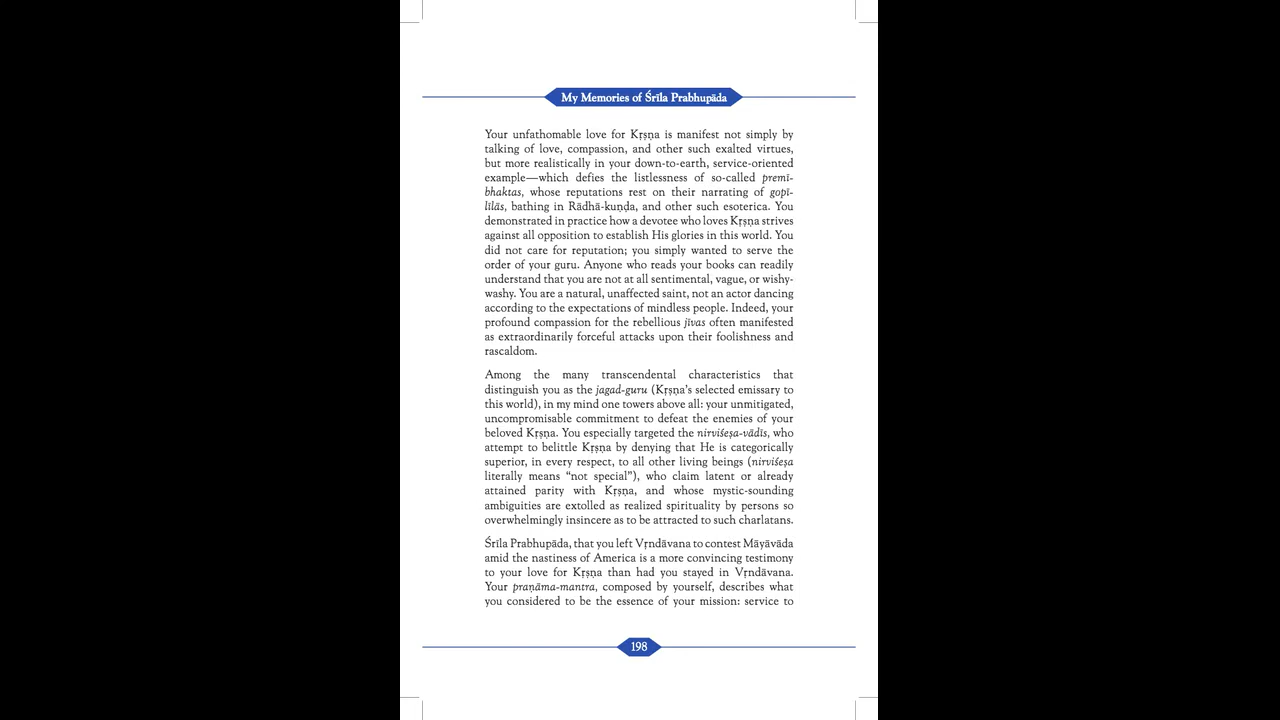 My Memories of Śrīla Prabhupāda
Your unfathomable love for Kṛṣṇa is manifest not simply by
talking of love, compassion, and other such exalted virtues,
but more realistically in your down-to-earth, service-oriented
example—which defies the listlessness of so-called premī-
bhaktas, whose reputations rest on their narrating of gopī-
līlās, bathing in Rādhā-kuṇḍa, and other such esoterica. You
demonstrated in practice how a devotee who loves Kṛṣṇa strives
against all opposition to establish His glories in this world. You
did not care for reputation; you simply wanted to serve the
order of your guru. Anyone who reads your books can readily
understand that you are not at all sentimental, vague, or wishy-
washy. You are a natural, unaffected saint, not an actor dancing
according to the expectations of mindless people. Indeed, your
profound compassion for the rebellious jīvas often manifested
as extraordinarily forceful attacks upon their foolishness and
rascaldom.
Among the many transcendental characteristics that
distinguish you as the jagad-guru (Kṛṣṇa's selected emissary to
this world), in my mind one towers above all: your unmitigated,
uncompromisable commitment to defeat the enemies of your
beloved Kṛṣṇa. You especially targeted the nirviśeṣa-vādīs, who
attempt to belittle Kṛṣṇa by denying that He is categorically
superior, in every respect, to all other living beings (nirviśeṣa
literally means “not special”), who claim latent or already
attained parity with Kṛṣṇa, and whose mystic-sounding
ambiguities are extolled as realized spirituality by persons so
overwhelmingly insincere as to be attracted to such charlatans.
Śrīla Prabhupāda, that you left Vṛndāvana to contest Māyāvāda
amid the nastiness of America is a more convincing testimony
to your love for Kṛṣṇa than had you stayed in Vṛndāvana.
Your praṇāma-mantra, composed by yourself, describes what
you considered to be the essence of your mission: service to
198